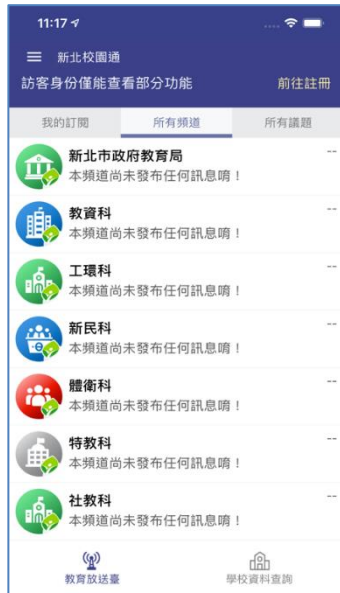 11:17
新北校園通
訪客身份僅能查看部分功能 前往註冊
我的訂閱 所有頻道 所有議題
新北市政府教育局 --
本頻道尚未發布任何訊息唷！
教資科 --
本頻道尚未發布任何訊息唷！
工環科 --
本頻道尚未發布任何訊息唷！
新民科 --
本頻道尚未發布任何訊息唷！
體衛科 --
本頻道尚未發布任何訊息唷！
特教科 --
本頻道尚未發布任何訊息唷！
社教科 --
本頻道尚未發布任何訊息唷！
教育放送臺 學校資料查詢